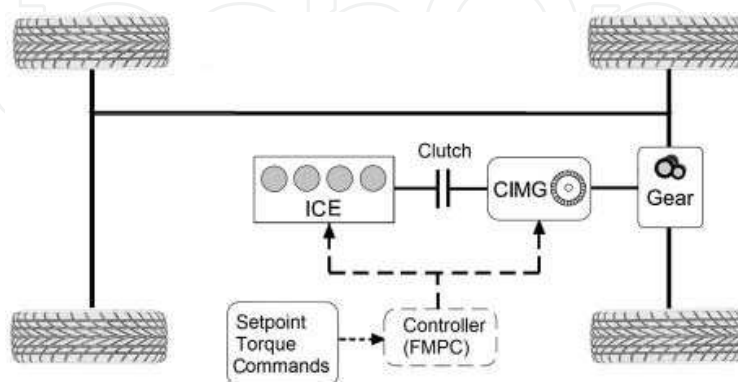 Clutch
ICE
CIMG
Gear
Setpoint
Torque
Commands
Controller
(FMPC)